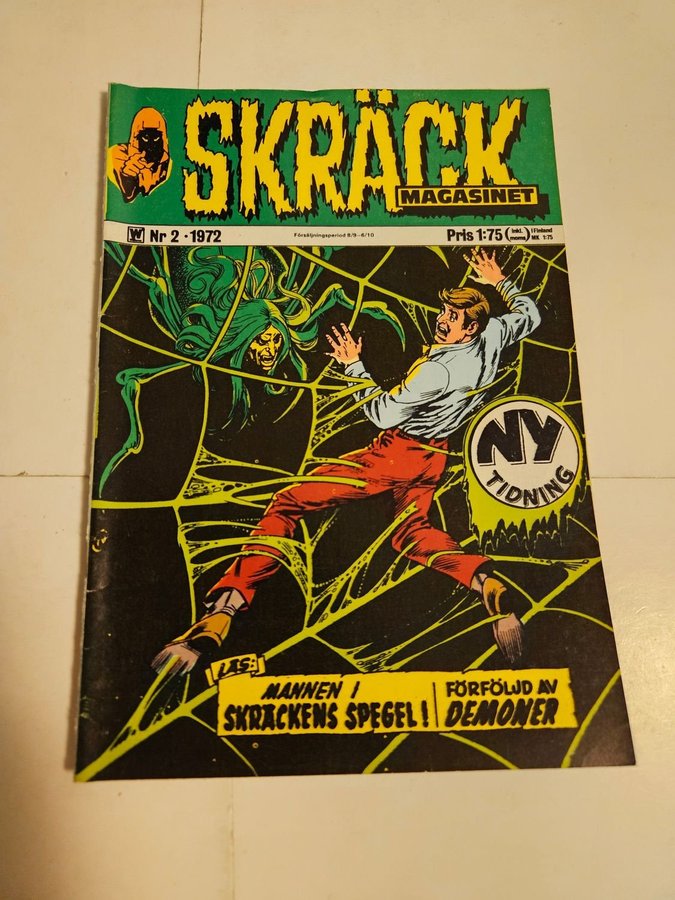 SKRÄCK
MAGASINET
W Nr 2 • 1972
Försäljningsperiod 8/9–6/10
Pris 1:75 (inkl. moms) i Finland MK 1:75
NY
TIDNING
LÄS:
MANNEN I
SKRÄCKENS SPEGEL!
FÖRFÖLJD AV
DEMONER